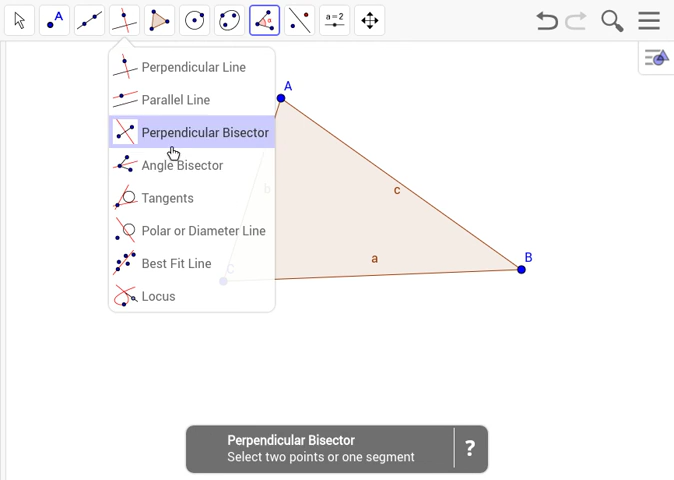 A
α
a=2
Perpendicular Line
Parallel Line
Perpendicular Bisector
Angle Bisector
Tangents
Polar or Diameter Line
Best Fit Line
Locus
A
b
c
a
B
C
Perpendicular Bisector
Select two points or one segment
?